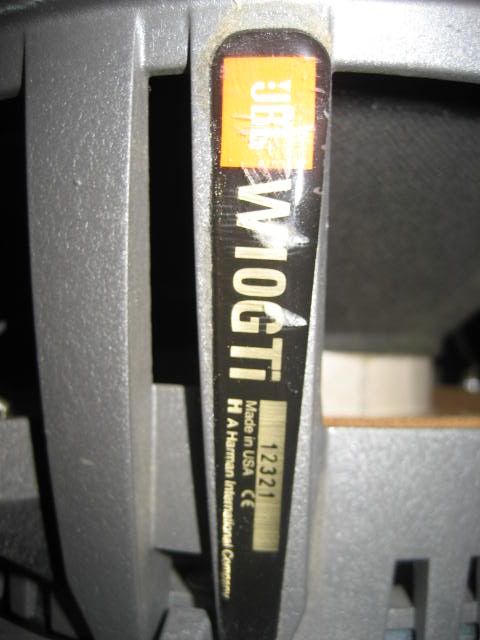 JBL
W10GTi
12321
Made in USA CE
H A Harman International Company